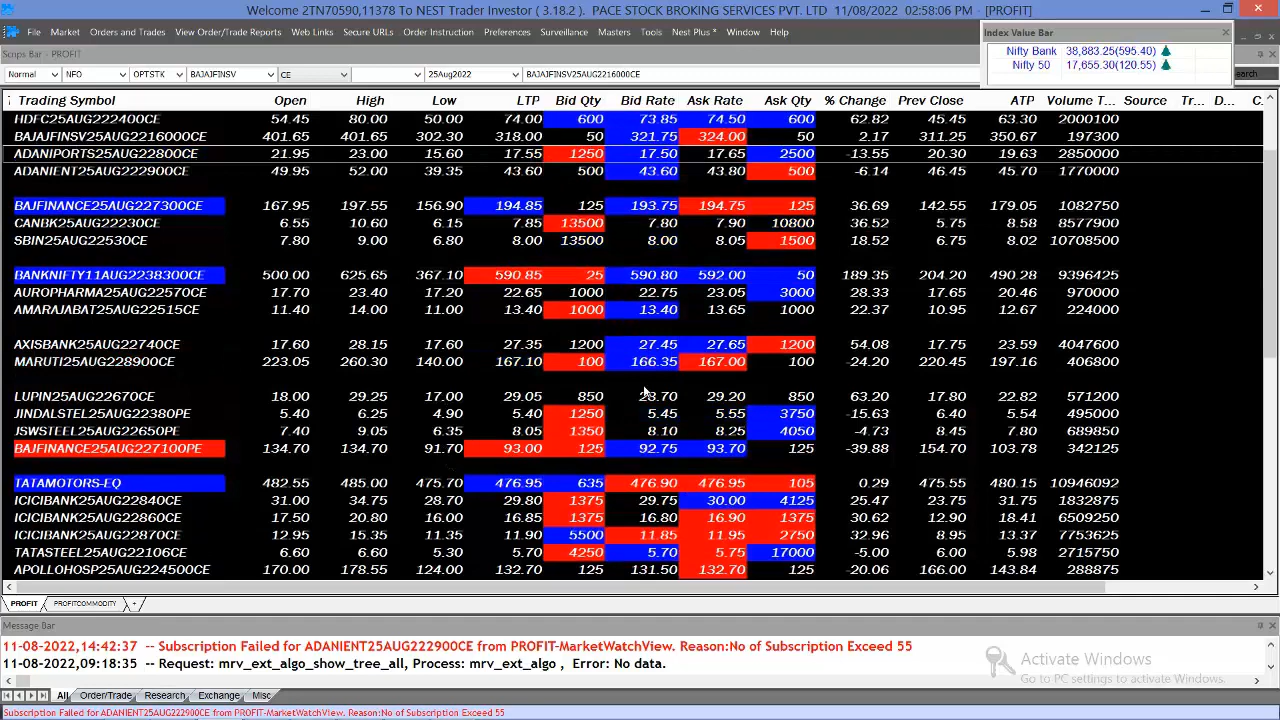 Welcome 2TN70590,11378 To NEST Trader Investor ( 3.18.2 ). PACE STOCK BROKING SERVICES PVT. LTD 11/08/2022 02:58:06 PM - [PROFIT]
File Market Orders and Trades View Order/Trade Reports Web Links Secure URLs Order Instruction Preferences Surveillance Masters Tools Nest Plus Window Help
Index Value Bar
Nifty Bank 38,883.25(595.40)
Nifty 50 17,655.30(120.55)
Scrips Bar - PROFIT
Normal NFO OPTSTK BAJAJFINSV CE 25Aug2022 BAJAJFINSV25AUG2216000CE earch
Trading Symbol Open High Low LTP Bid Qty Bid Rate Ask Rate Ask Qty % Change Prev Close ATP Volume T... Source Tr... D... C.
HDFC25AUG222400CE 54.45 80.00 50.00 74.00 600 73.85 74.50 600 62.82 45.45 63.30 2000100
BAJAJFINSV25AUG2216000CE 401.65 401.65 302.30 318.00 50 321.75 324.00 50 2.17 311.25 350.67 197300
ADANIPORTS25AUG22800CE 21.95 23.00 15.60 17.55 1250 17.50 17.65 2500 -13.55 20.30 19.63 2850000
ADANIENT25AUG222900CE 49.95 52.00 39.35 43.60 500 43.60 43.80 500 -6.14 46.45 45.70 1770000
BAJFINANCE25AUG227300CE 167.95 197.55 156.90 194.85 125 193.75 194.75 125 36.69 142.55 179.05 1082750
CANBK25AUG22230CE 6.55 10.60 6.15 7.85 13500 7.80 7.90 10800 36.52 5.75 8.58 8577900
SBIN25AUG22530CE 7.80 9.00 6.80 8.00 13500 8.00 8.05 1500 18.52 6.75 8.02 10708500
BANKNIFTY11AUG2238300CE 500.00 625.65 367.10 590.85 25 590.80 592.00 50 189.35 204.20 490.28 9396425
AUROPHARMA25AUG22570CE 17.70 23.40 17.20 22.65 1000 22.75 23.05 3000 28.33 17.65 20.46 970000
AMARAJABAT25AUG22515CE 11.40 14.00 11.00 13.40 1000 13.40 13.65 1000 22.37 10.95 12.67 224000
AXISBANK25AUG22740CE 17.60 28.15 17.60 27.35 1200 27.45 27.65 1200 54.08 17.75 23.59 4047600
MARUTI25AUG228900CE 223.05 260.30 140.00 167.10 100 166.35 167.00 100 -24.20 220.45 197.16 406800
LUPIN25AUG22670CE 18.00 29.25 17.00 29.05 850 28.70 29.20 850 63.20 17.80 22.82 571200
JINDALSTEL25AUG22380PE 5.40 6.25 4.90 5.40 1250 5.45 5.55 3750 -15.63 6.40 5.54 495000
JSWSTEEL25AUG22650PE 7.40 9.05 6.35 8.05 1350 8.10 8.25 4050 -4.73 8.45 7.80 689850
BAJFINANCE25AUG227100PE 134.70 134.70 91.70 93.00 125 92.75 93.70 125 -39.88 154.70 103.78 342125
TATAMOTORS-EQ 482.55 485.00 475.70 476.95 635 476.90 476.95 105 0.29 475.55 480.15 10946092
ICICIBANK25AUG22840CE 31.00 34.75 28.70 29.80 1375 29.75 30.00 4125 25.47 23.75 31.75 1832875
ICICIBANK25AUG22860CE 17.50 20.80 16.00 16.85 1375 16.80 16.90 1375 30.62 12.90 18.41 6509250
ICICIBANK25AUG22870CE 12.95 15.35 11.35 11.90 5500 11.85 11.95 2750 32.96 8.95 13.37 7753625
TATASTEEL25AUG22106CE 6.60 6.60 5.30 5.70 4250 5.70 5.75 17000 -5.00 6.00 5.98 2715750
APOLLOHOSP25AUG224500CE 170.00 178.55 124.00 132.70 125 131.50 132.70 125 -20.06 166.00 143.84 288875
PROFIT PROFITCOMMODITY +
Message Bar
11-08-2022,14:42:37 -- Subscription Failed for ADANIENT25AUG222900CE from PROFIT-MarketWatchView. Reason:No of Subscription Exceed 55
11-08-2022,09:18:35 -- Request: mrv_ext_algo_show_tree_all, Process: mrv_ext_algo , Error: No data.
Activate Windows
Go to PC settings to activate Windows.
All Order/Trade Research Exchange Misc
Subscription Failed for ADANIENT25AUG222900CE from PROFIT-MarketWatchView. Reason:No of Subscription Exceed 55